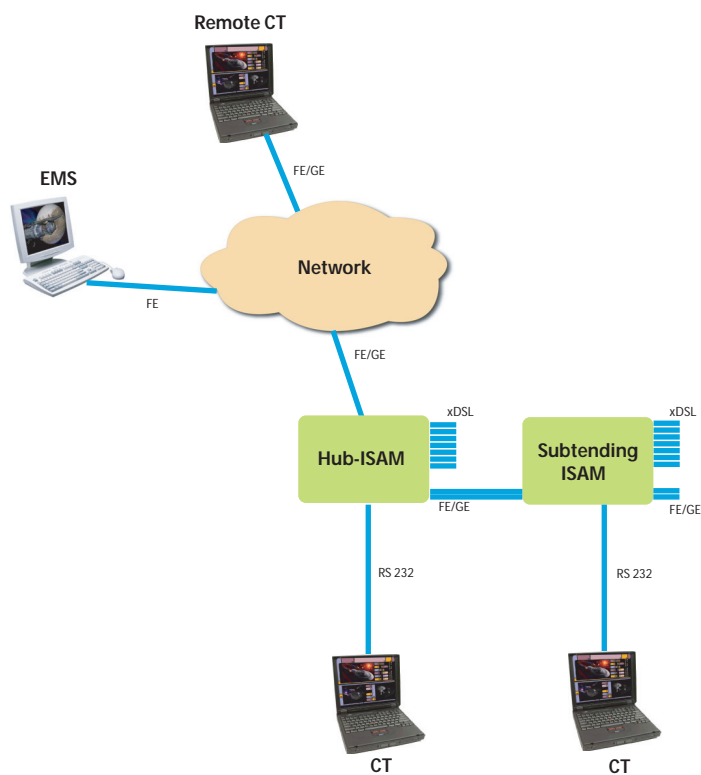 Remote CT
FE/GE
EMS
Network
FE
FE/GE
xDSL
xDSL
Hub-ISAM
Subtending
ISAM
FE/GE
FE/GE
RS 232
RS 232
CT
CT